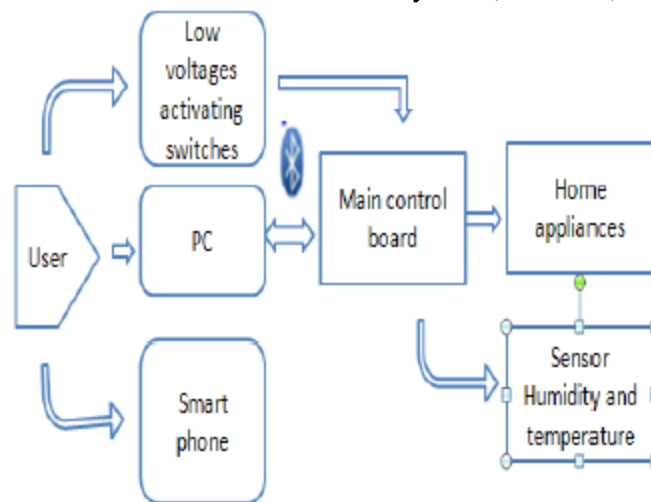 Low
voltages
activating
switches
User
PC
Main control
board
Home
appliances
Smart
phone
Sensor
Humidity and
temperature